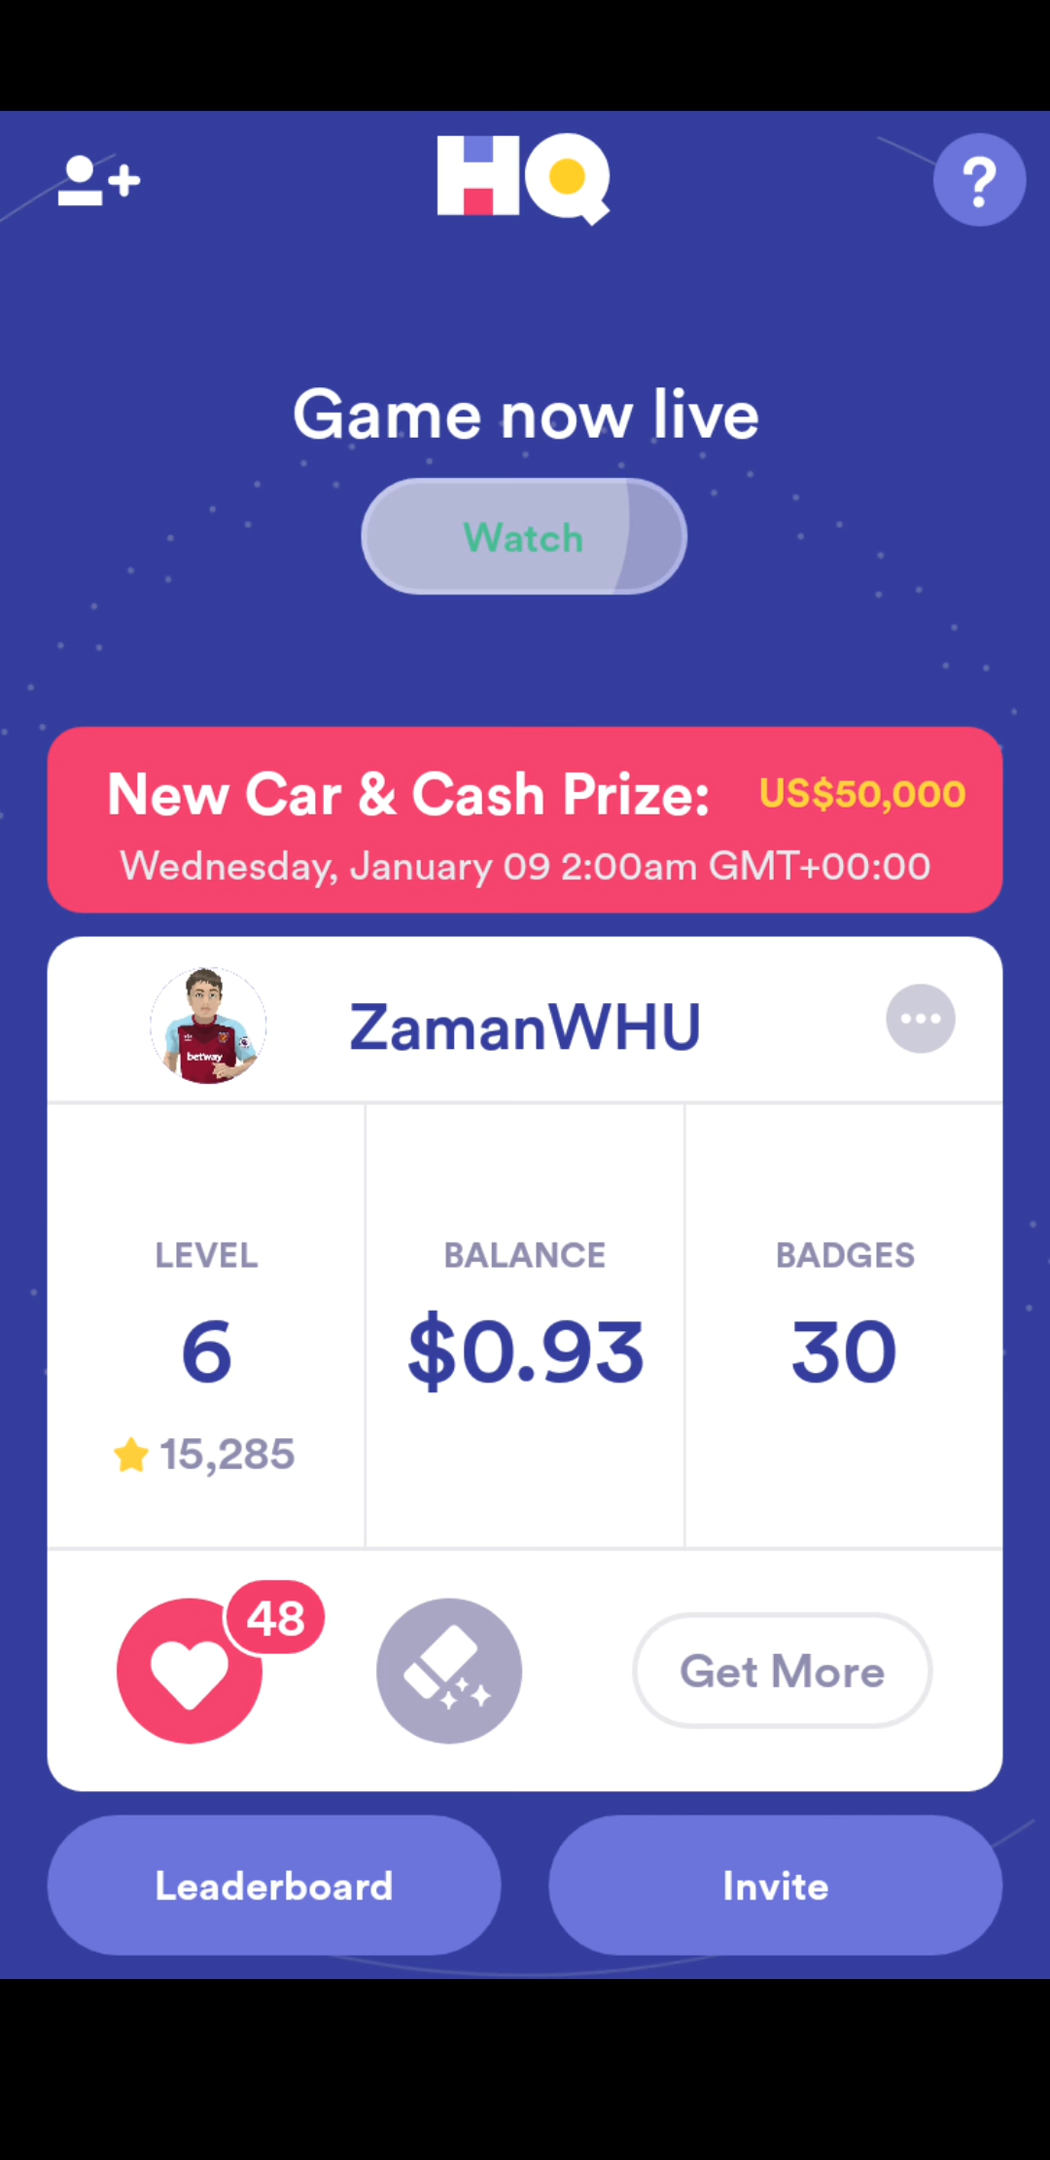 HQ
?
Game now live
Watch
New Car & Cash Prize: US$50,000
Wednesday, January 09 2:00am GMT+00:00
betway
ZamanWHU
LEVEL
6
15,285
BALANCE
$0.93
BADGES
30
48
Get More
Leaderboard
Invite